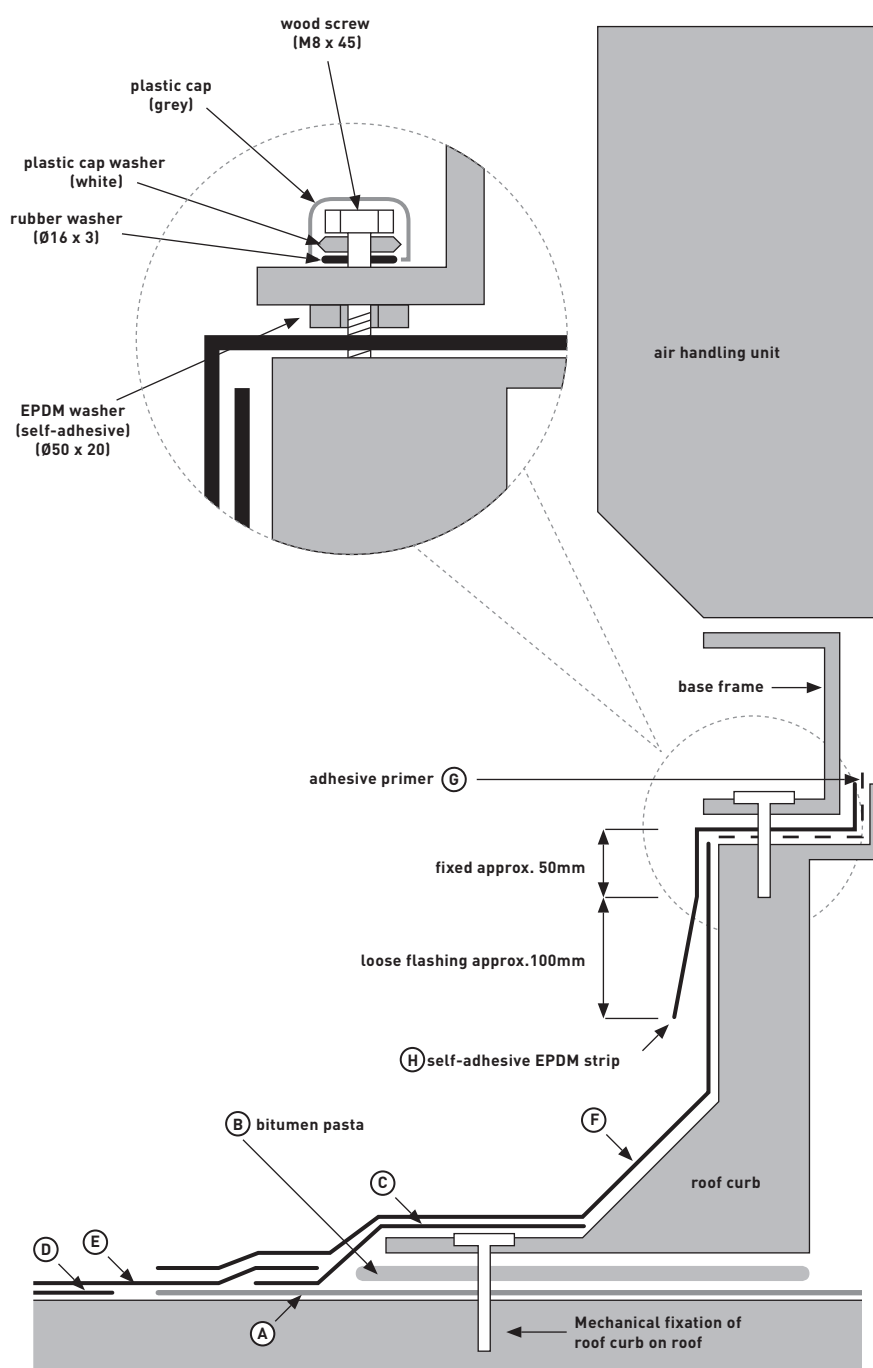 wood screw
(M8 x 45)
plastic cap
(grey)
plastic cap washer
(white)
rubber washer
(Ø16 x 3)
air handling unit
EPDM washer
(self-adhesive)
(Ø50 x 20)
base frame
adhesive primer G
fixed approx. 50mm
loose flashing approx.100mm
H self-adhesive EPDM strip
B bitumen pasta
F
C
roof curb
D
E
A
Mechanical fixation of
roof curb on roof